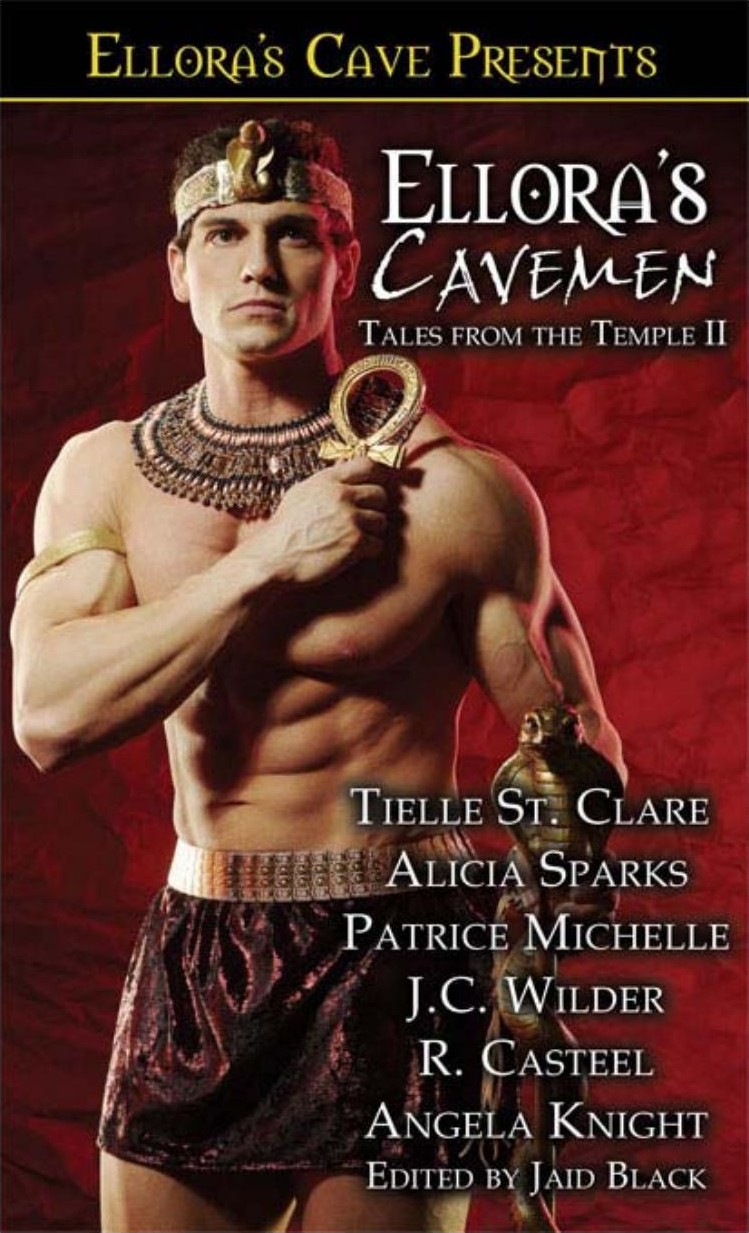 Ellora's Cave Presents
Ellora's
Cavemen
Tales from the Temple II
Tielle St. Clare
Alicia Sparks
Patrice Michelle
J.C. Wilder
R. Casteel
Angela Knight
Edited by Jaid Black